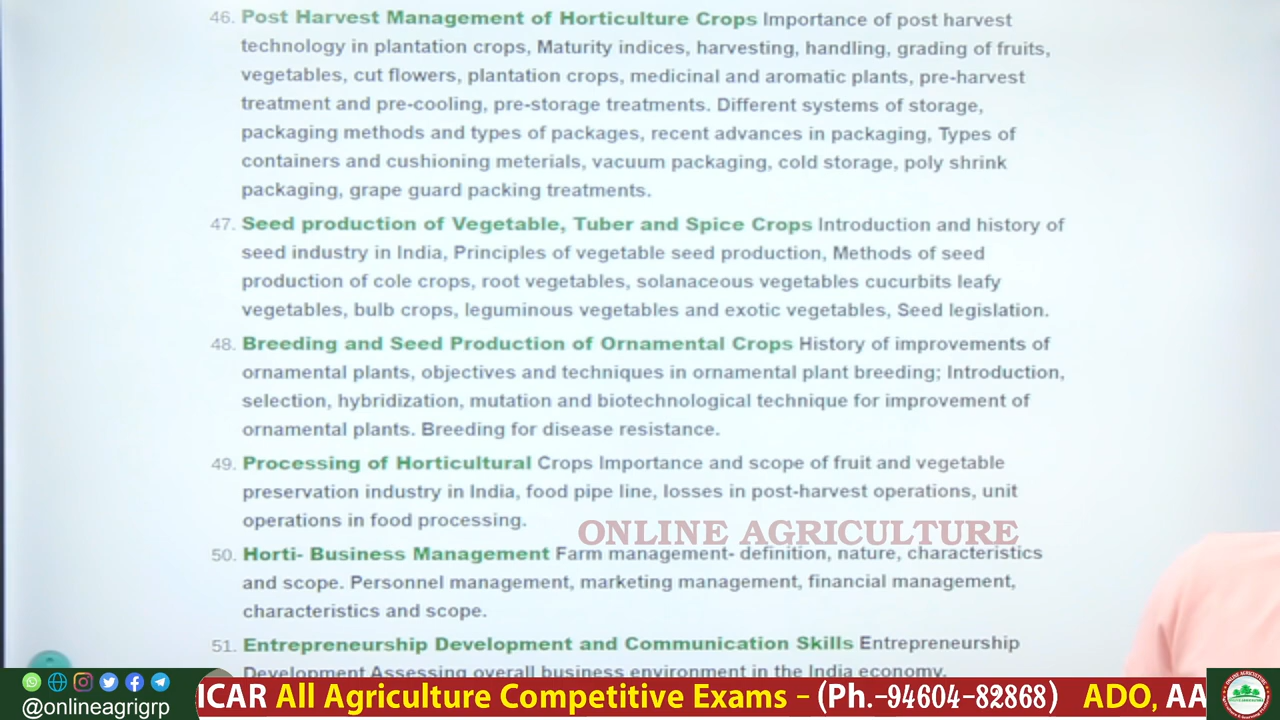 46. Post Harvest Management of Horticulture Crops Importance of post harvest
technology in plantation crops, Maturity indices, harvesting, handling, grading of fruits,
vegetables, cut flowers, plantation crops, medicinal and aromatic plants, pre-harvest
treatment and pre-cooling, pre-storage treatments. Different systems of storage,
packaging methods and types of packages, recent advances in packaging, Types of
containers and cushioning meterials, vacuum packaging, cold storage, poly shrink
packaging, grape guard packing treatments.
47. Seed production of Vegetable, Tuber and Spice Crops Introduction and history of
seed industry in India, Principles of vegetable seed production, Methods of seed
production of cole crops, root vegetables, solanaceous vegetables cucurbits leafy
vegetables, bulb crops, leguminous vegetables and exotic vegetables, Seed legislation.
48. Breeding and Seed Production of Ornamental Crops History of improvements of
ornamental plants, objectives and techniques in ornamental plant breeding; Introduction,
selection, hybridization, mutation and biotechnological technique for improvement of
ornamental plants. Breeding for disease resistance.
49. Processing of Horticultural Crops Importance and scope of fruit and vegetable
preservation industry in India, food pipe line, losses in post-harvest operations, unit
operations in food processing.
ONLINE AGRICULTURE
50. Horti- Business Management Farm management- definition, nature, characteristics
and scope. Personnel management, marketing management, financial management,
characteristics and scope.
51. Entrepreneurship Development and Communication Skills Entrepreneurship
Development Assessing overall business environment in the India economy.
@onlineagrigrp
ICAR All Agriculture Competitive Exams – (Ph.-94604-82868) ADO, AA